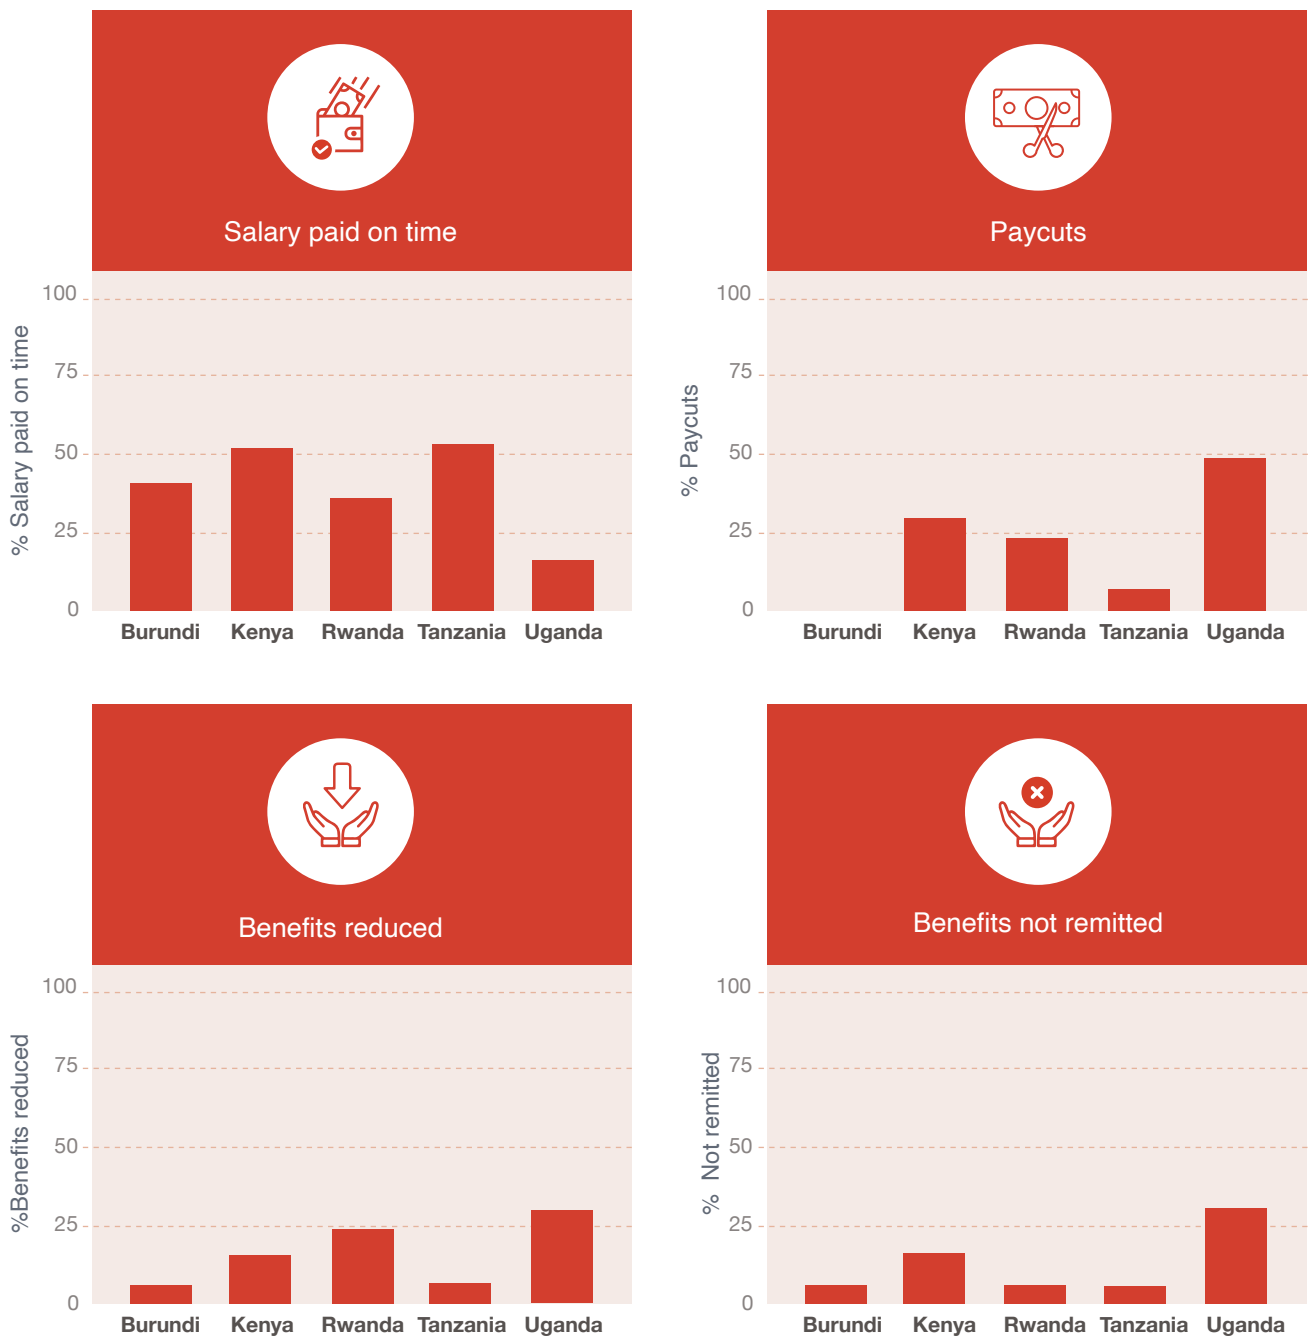 Salary paid on time
% Salary paid on time
100
75
50
25
0
Burundi Kenya Rwanda Tanzania Uganda
Paycuts
% Paycuts
100
75
50
25
0
Burundi Kenya Rwanda Tanzania Uganda
Benefits reduced
%Benefits reduced
100
75
50
25
0
Burundi Kenya Rwanda Tanzania Uganda
Benefits not remitted
% Not remitted
100
75
50
25
0
Burundi Kenya Rwanda Tanzania Uganda